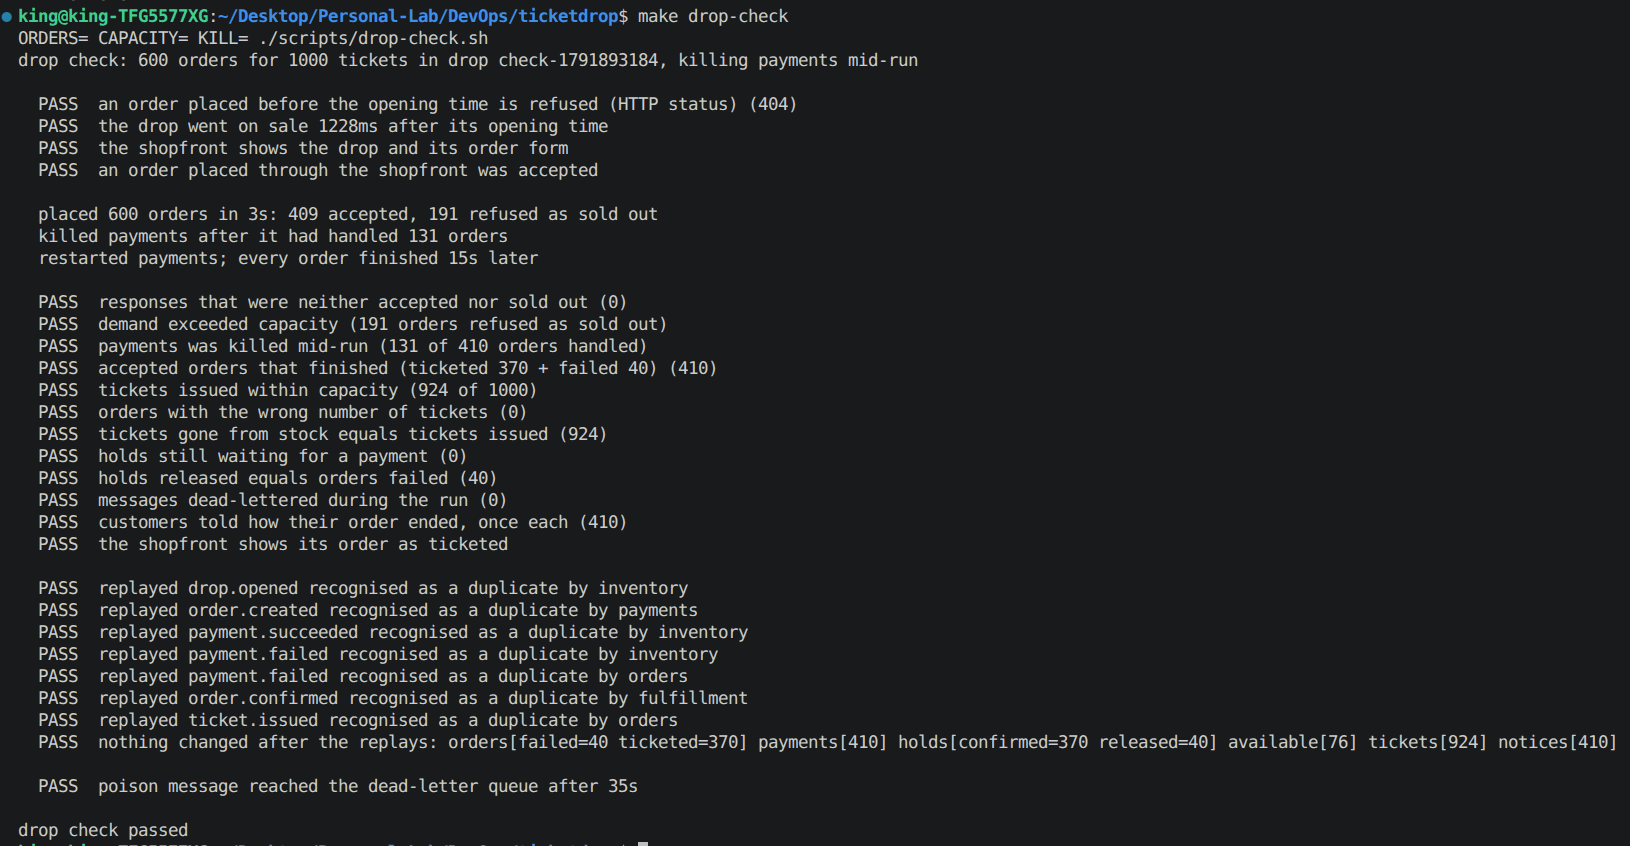 king@king-TFG5577XG:~/Desktop/Personal-Lab/DevOps/ticketdrop$ make drop-check
ORDERS= CAPACITY= KILL= ./scripts/drop-check.sh
drop check: 600 orders for 1000 tickets in drop check-1791893184, killing payments mid-run
PASS an order placed before the opening time is refused (HTTP status) (404)
PASS the drop went on sale 1228ms after its opening time
PASS the shopfront shows the drop and its order form
PASS an order placed through the shopfront was accepted
placed 600 orders in 3s: 409 accepted, 191 refused as sold out
killed payments after it had handled 131 orders
restarted payments; every order finished 15s later
PASS responses that were neither accepted nor sold out (0)
PASS demand exceeded capacity (191 orders refused as sold out)
PASS payments was killed mid-run (131 of 410 orders handled)
PASS accepted orders that finished (ticketed 370 + failed 40) (410)
PASS tickets issued within capacity (924 of 1000)
PASS orders with the wrong number of tickets (0)
PASS tickets gone from stock equals tickets issued (924)
PASS holds still waiting for a payment (0)
PASS holds released equals orders failed (40)
PASS messages dead-lettered during the run (0)
PASS customers told how their order ended, once each (410)
PASS the shopfront shows its order as ticketed
PASS replayed drop.opened recognised as a duplicate by inventory
PASS replayed order.created recognised as a duplicate by payments
PASS replayed payment.succeeded recognised as a duplicate by inventory
PASS replayed payment.failed recognised as a duplicate by inventory
PASS replayed payment.failed recognised as a duplicate by orders
PASS replayed order.confirmed recognised as a duplicate by fulfillment
PASS replayed ticket.issued recognised as a duplicate by orders
PASS nothing changed after the replays: orders[failed=40 ticketed=370] payments[410] holds[confirmed=370 released=40] available[76] tickets[924] notices[410]
PASS poison message reached the dead-letter queue after 35s
drop check passed